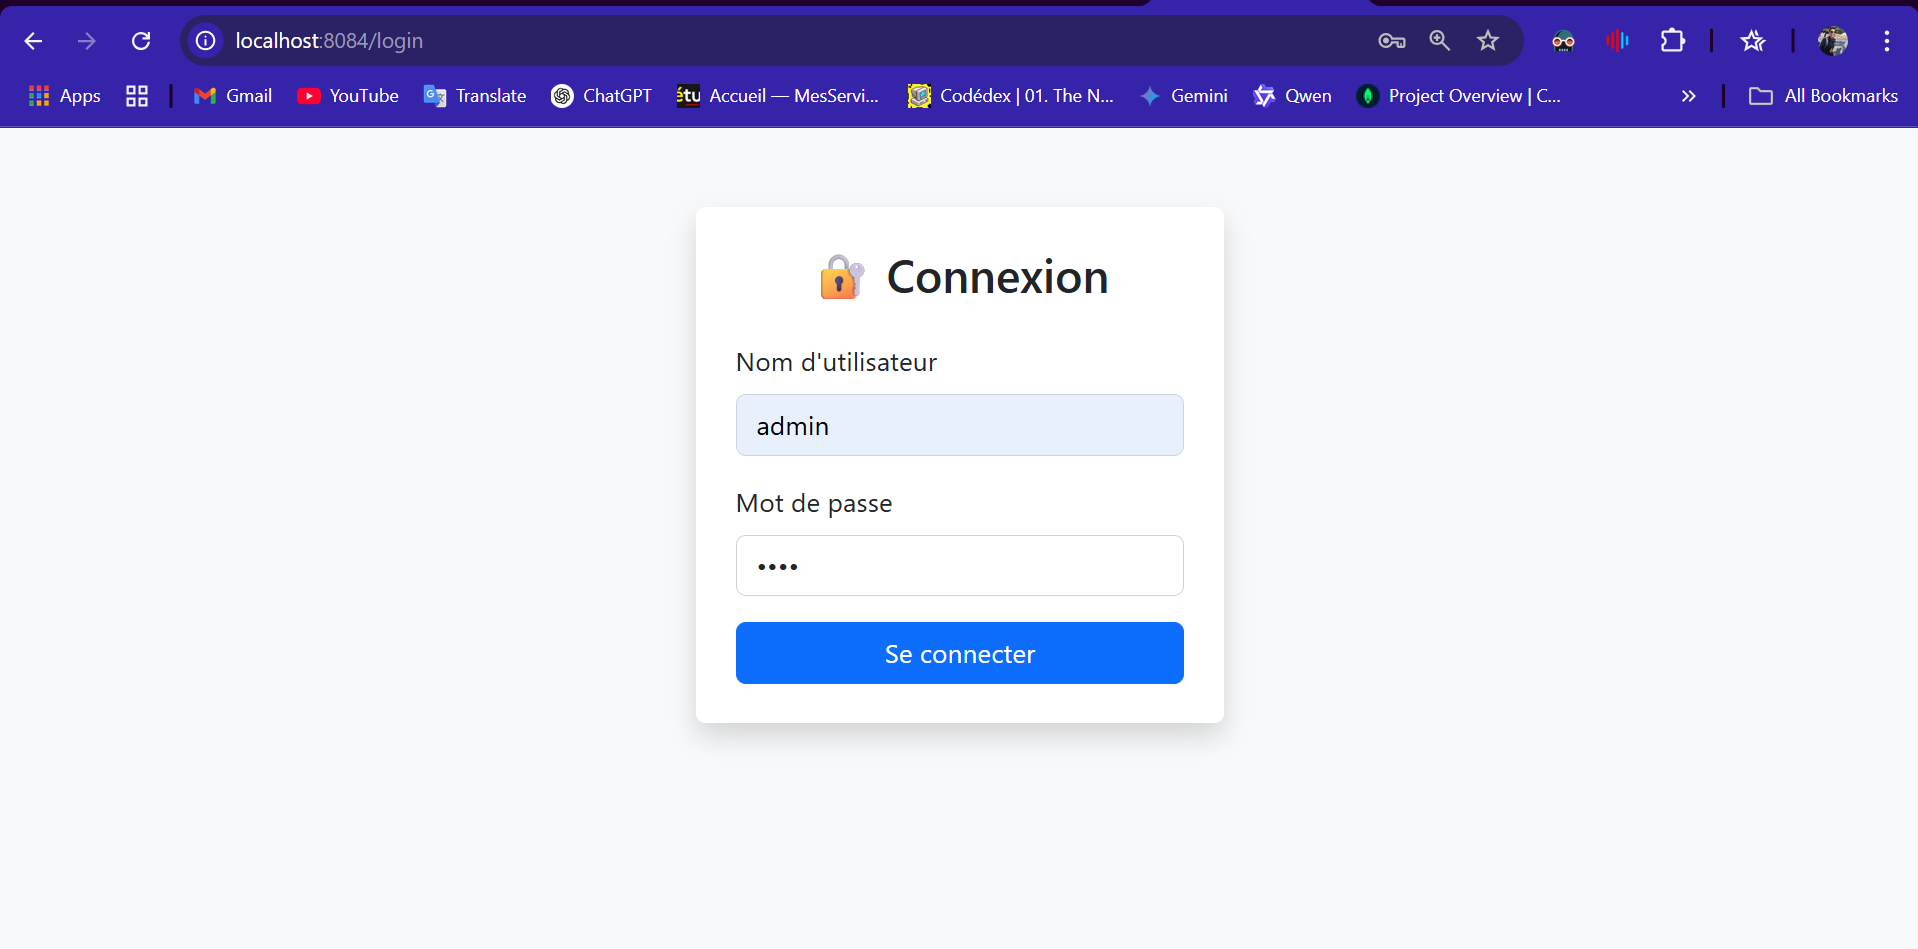 localhost:8084/login
Apps Gmail YouTube Translate ChatGPT étu Accueil — MesServi... Codédex | 01. The N... Gemini Qwen Project Overview | C... All Bookmarks
Connexion
Nom d'utilisateur
admin
Mot de passe
••••
Se connecter